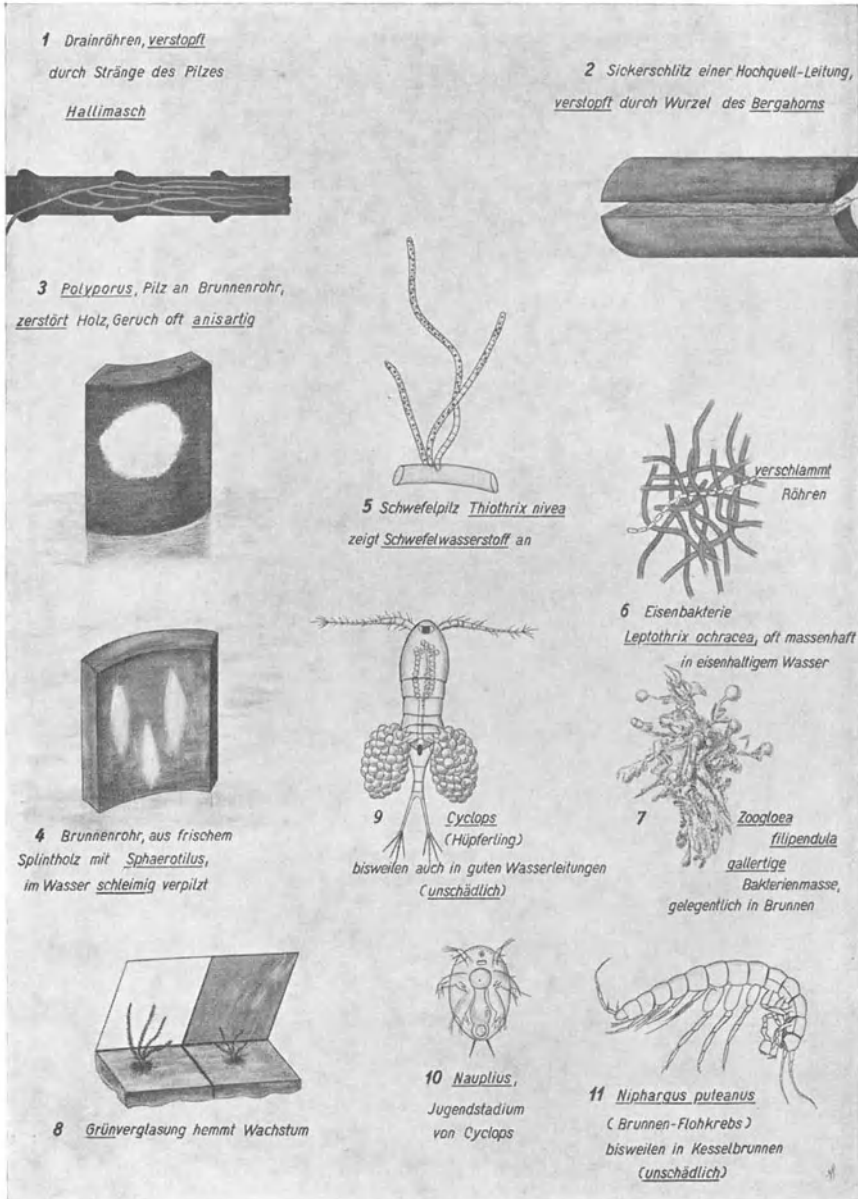 1 Drainröhren, verstopft
durch Stränge des Pilzes
Hallimasch
2 Sickerschlitz einer Hochquell-Leitung,
verstopft durch Wurzel des Bergahorns
3 Polyporus, Pilz an Brunnenrohr,
zerstört Holz, Geruch oft anisartig
5 Schwefelpilz Thiothrix nivea
zeigt Schwefelwasserstoff an
verschlammt
Röhren
6 Eisenbakterie
Leptothrix ochracea, oft massenhaft
in eisenhaltigem Wasser
4 Brunnenrohr, aus frischem
Splintholz mit Sphaerotilus,
im Wasser schleimig verpilzt
9 Cyclops
(Hüpferling)
bisweilen auch in guten Wasserleitungen
(unschädlich)
7 Zoogloea
filipendula
gallertige
Bakterienmasse,
gelegentlich in Brunnen
8 Grünverglasung hemmt Wachstum
10 Nauplius,
Jugendstadium
von Cyclops
11 Niphargus puteanus
(Brunnen-Flohkrebs)
bisweilen in Kesselbrunnen
(unschädlich)